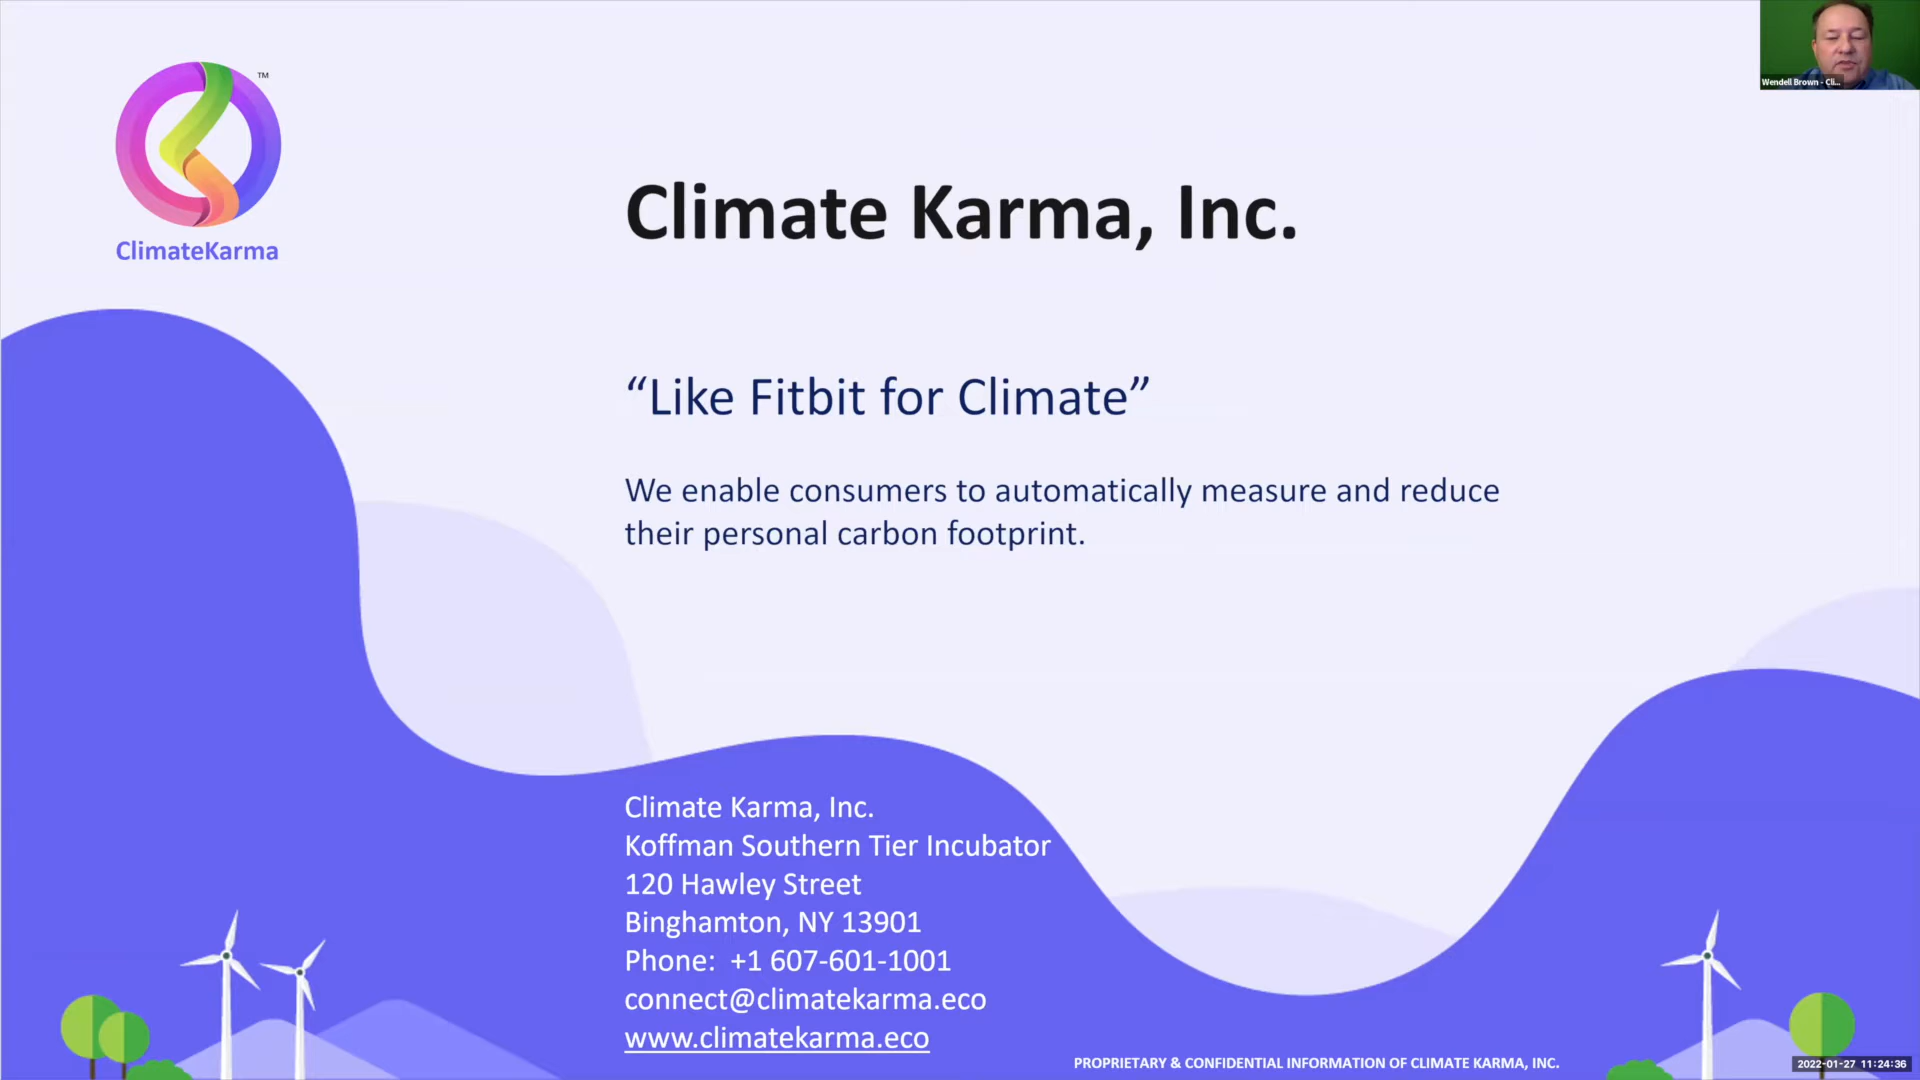 Wendell Brown - Cli...
TM
ClimateKarma
Climate Karma, Inc.
“Like Fitbit for Climate”
We enable consumers to automatically measure and reduce
their personal carbon footprint.
Climate Karma, Inc.
Koffman Southern Tier Incubator
120 Hawley Street
Binghamton, NY 13901
Phone:  +1 607-601-1001
connect@climatekarma.eco
www.climatekarma.eco
PROPRIETARY & CONFIDENTIAL INFORMATION OF CLIMATE KARMA, INC.
2022-01-27 11:24:36